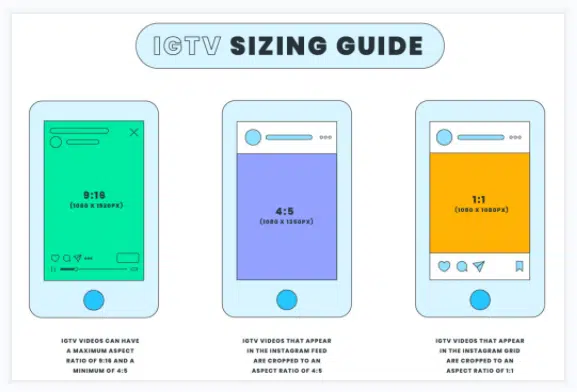 IGTV SIZING GUIDE
9:16
(1080 X 1920PX)
4:5
(1080 X 1350PX)
1:1
(1080 X 1080PX)
IGTV VIDEOS CAN HAVE
A MAXIMUM ASPECT
RATIO OF 9:16 AND A
MINIMUM OF 4:5
IGTV VIDEOS THAT APPEAR
IN THE INSTAGRAM FEED
ARE CROPPED TO AN
ASPECT RATIO OF 4:5
IGTV VIDEOS THAT APPEAR
IN THE INSTAGRAM GRID
ARE CROPPED TO AN
ASPECT RATIO OF 1:1